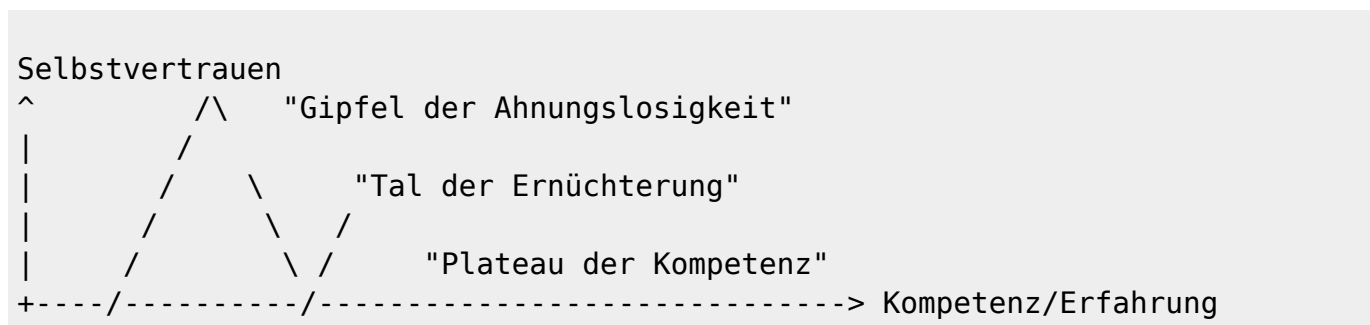 Selbstvertrauen
^          /\   "Gipfel der Ahnungslosigkeit"
|         /
|        /    \     "Tal der Ernüchterung"
|       /      \   /
|      /        \ /     "Plateau der Kompetenz"
+----/----------/-------------------------------> Kompetenz/Erfahrung